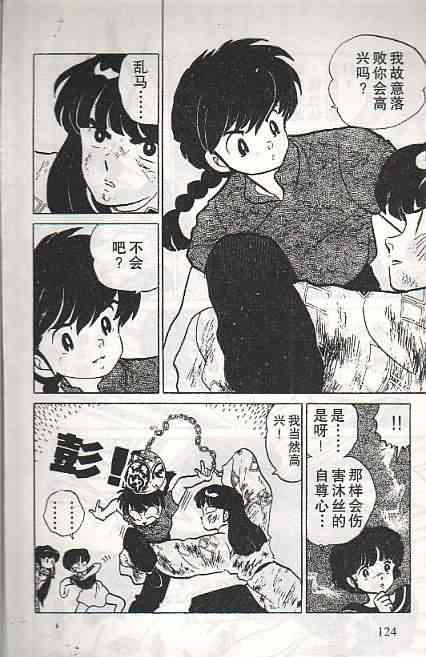 我故意落
败你会高
兴吗？
乱马……
不会
吧？
!!
是……
是呀！
那样会伤
害沐丝的
自尊心…
我当然高
兴！
彭！
………
………
124